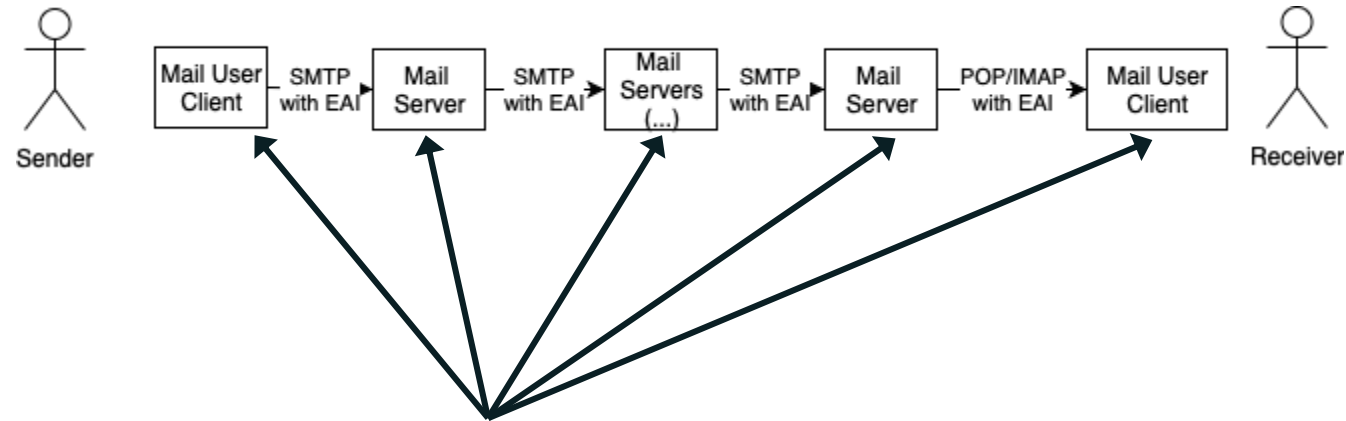 Mail User
Client
SMTP
with EAI
Mail
Server
SMTP
with EAI
Mail
Servers
(...)
SMTP
with EAI
Mail
Server
POP/IMAP
with EAI
Mail User
Client
Sender
Receiver